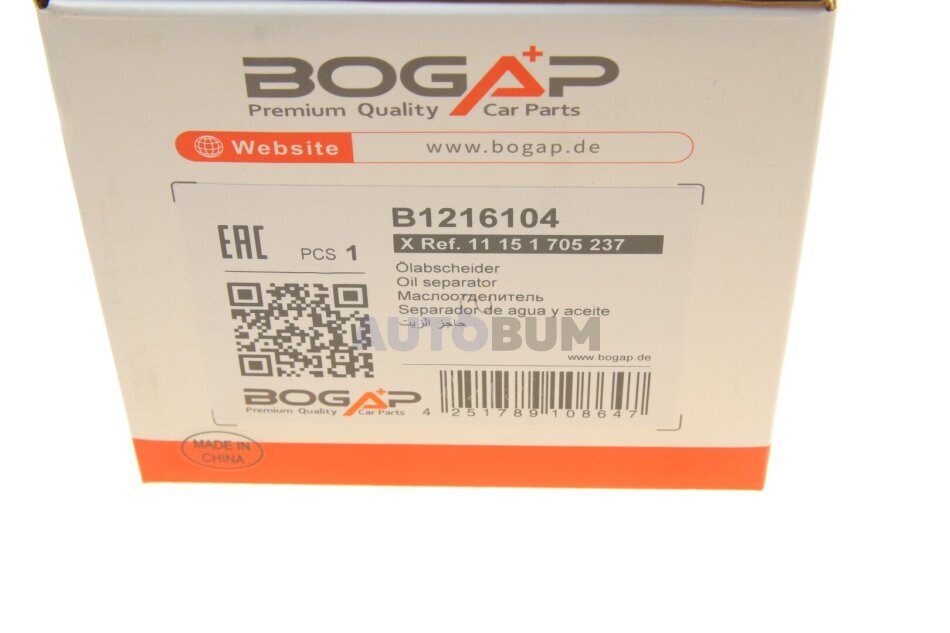 BOGAP+
Premium Quality Car Parts
Website www.bogap.de
B1216104
EAC
PCS 1
X Ref. 11 15 1 705 237
Ölabscheider
Oil separator
Маслоотделитель
Separador de agua y aceite
حاجز الزيت
AUTOBUM
www.bogap.de
BOGAP+
Premium Quality Car Parts
4 251789 108647
MADE IN
CHINA